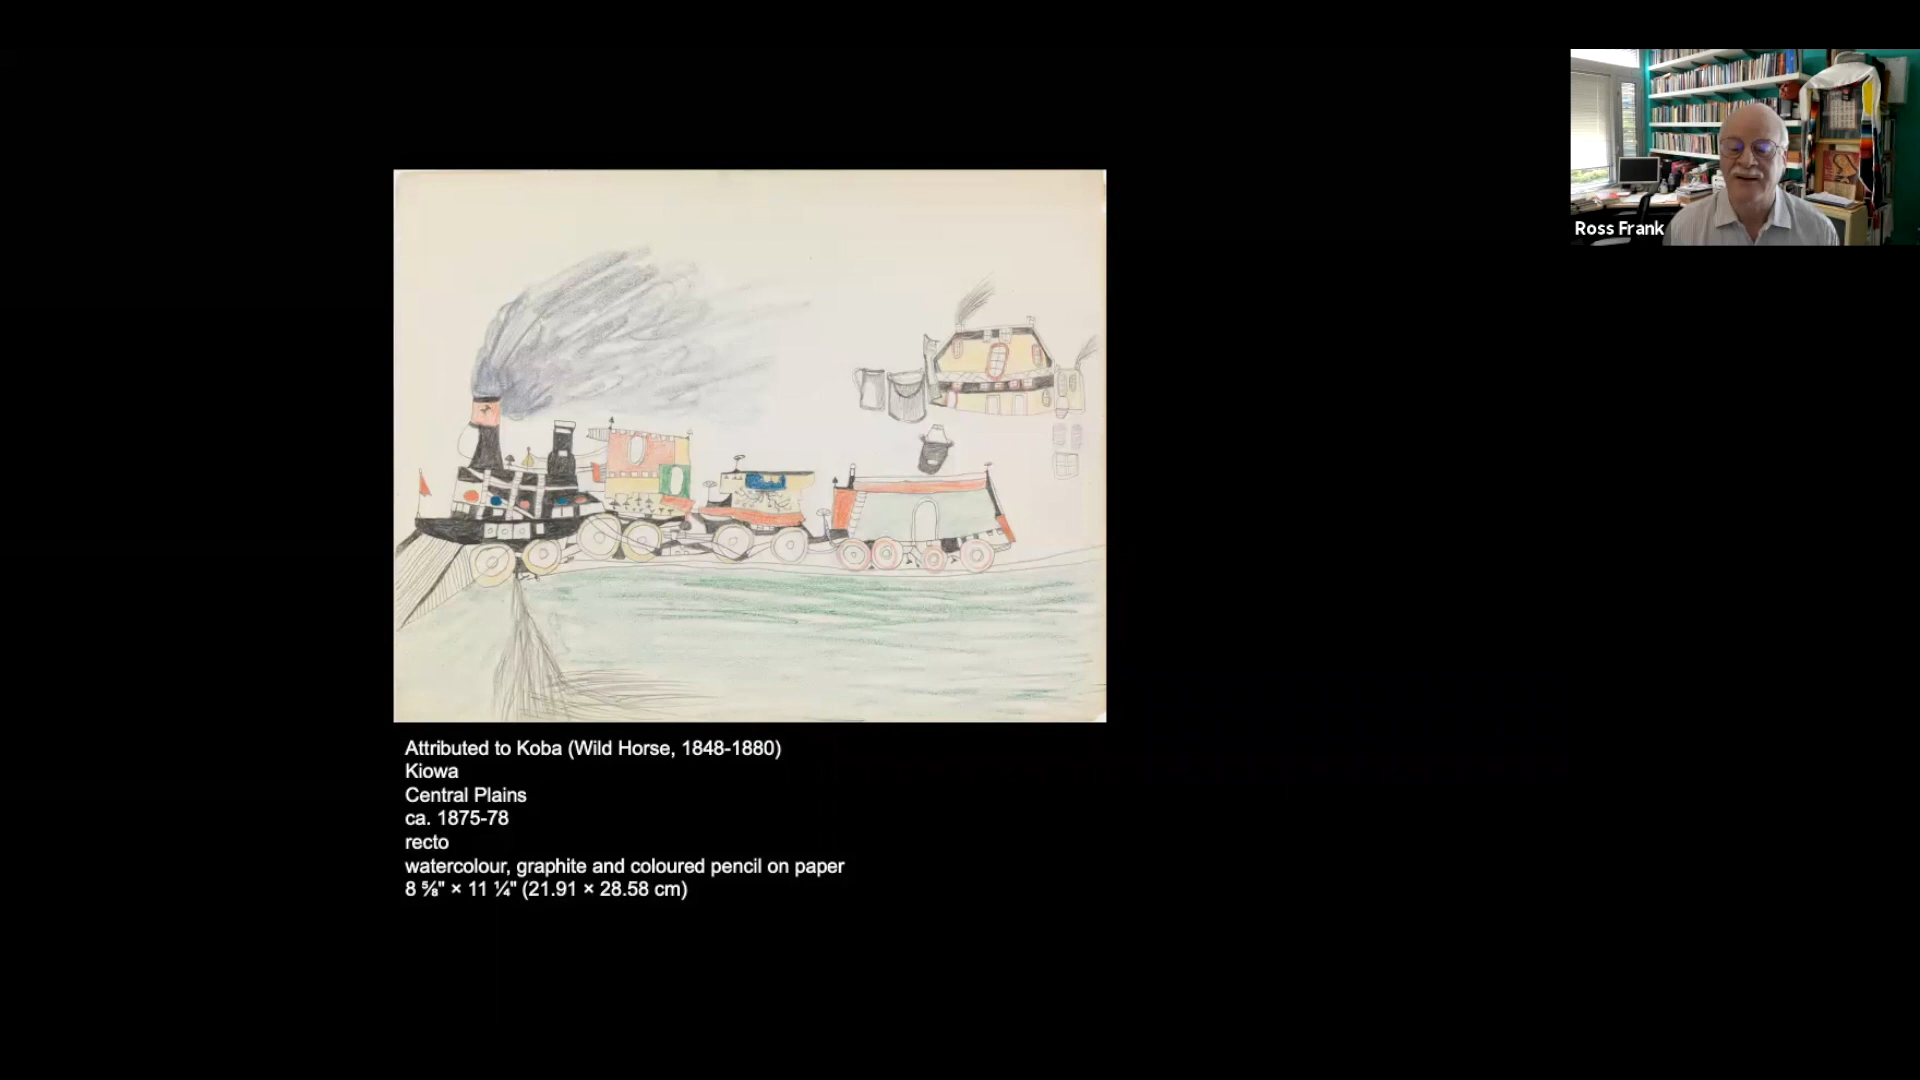 Ross Frank
Attributed to Koba (Wild Horse, 1848-1880)
Kiowa
Central Plains
ca. 1875-78
recto
watercolour, graphite and coloured pencil on paper
8 ⅝" × 11 ¼" (21.91 × 28.58 cm)